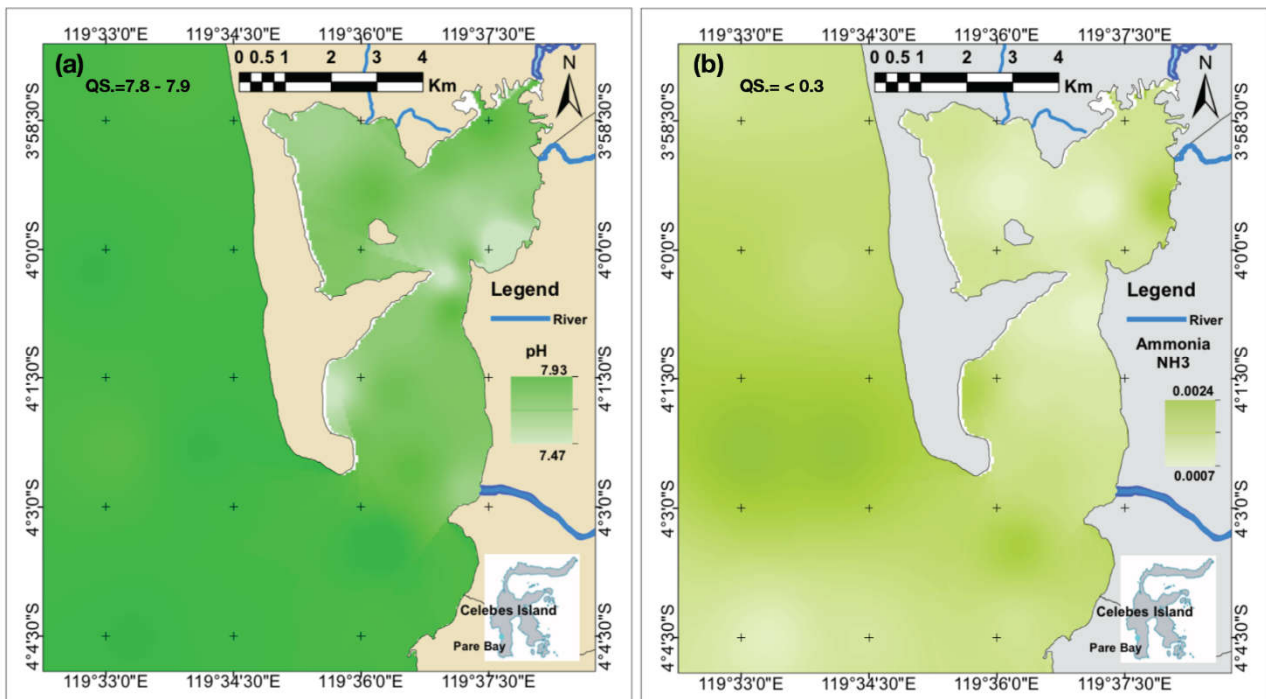 119°33'0"E 119°34'30"E 119°36'0"E 119°37'30"E
(a)
QS.=7.8 - 7.9
0 0.5 1 2 3 4
Km
N
3°58'30"S 3°58'30"S
4°0'0"S 4°0'0"S
4°1'30"S 4°1'30"S
4°3'0"S 4°3'0"S
4°4'30"S 4°4'30"S
Legend
River
pH
7.93
7.47
Celebes Island
Pare Bay
119°33'0"E 119°34'30"E 119°36'0"E 119°37'30"E
119°33'0"E 119°34'30"E 119°36'0"E 119°37'30"E
(b)
QS.= < 0.3
0 0.5 1 2 3 4
Km
N
3°58'30"S 3°58'30"S
4°0'0"S 4°0'0"S
4°1'30"S 4°1'30"S
4°3'0"S 4°3'0"S
4°4'30"S 4°4'30"S
Legend
River
Ammonia
NH3
0.0024
0.0007
Celebes Island
Pare Bay
119°33'0"E 119°34'30"E 119°36'0"E 119°37'30"E